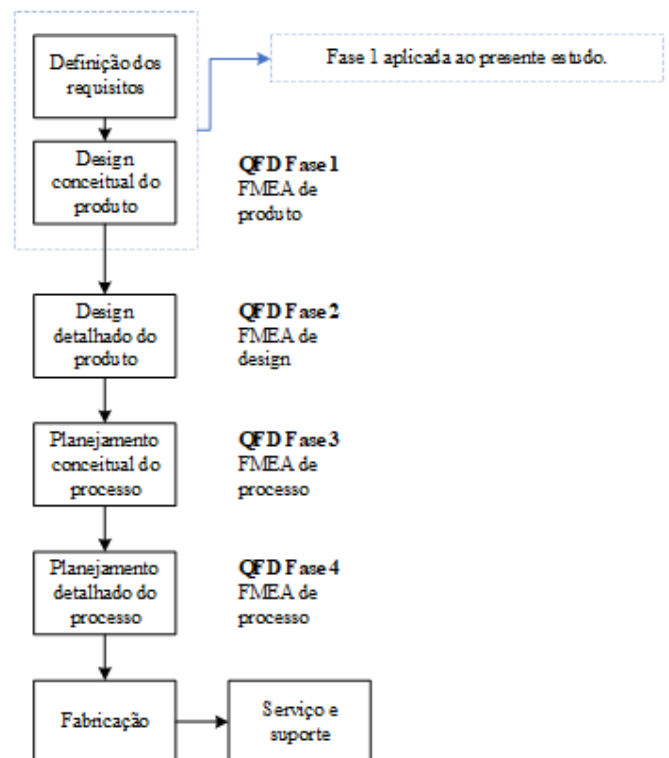 Definição dos
requisitos
Fase 1 aplicada ao presente estudo.
Design
conceitual do
produto
QFD Fase 1
FMEA de
produto
Design
detalhado do
produto
QFD Fase 2
FMEA de
design
Planejamento
conceitual do
processo
QFD Fase 3
FMEA de
processo
Planejamento
detalhado do
processo
QFD Fase 4
FMEA de
processo
Fabricação
Serviço e
suporte